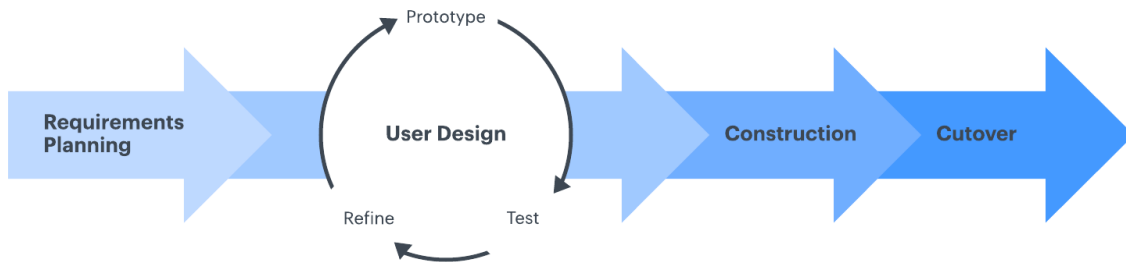 Prototype
Requirements
Planning
User Design
Construction
Cutover
Refine
Test